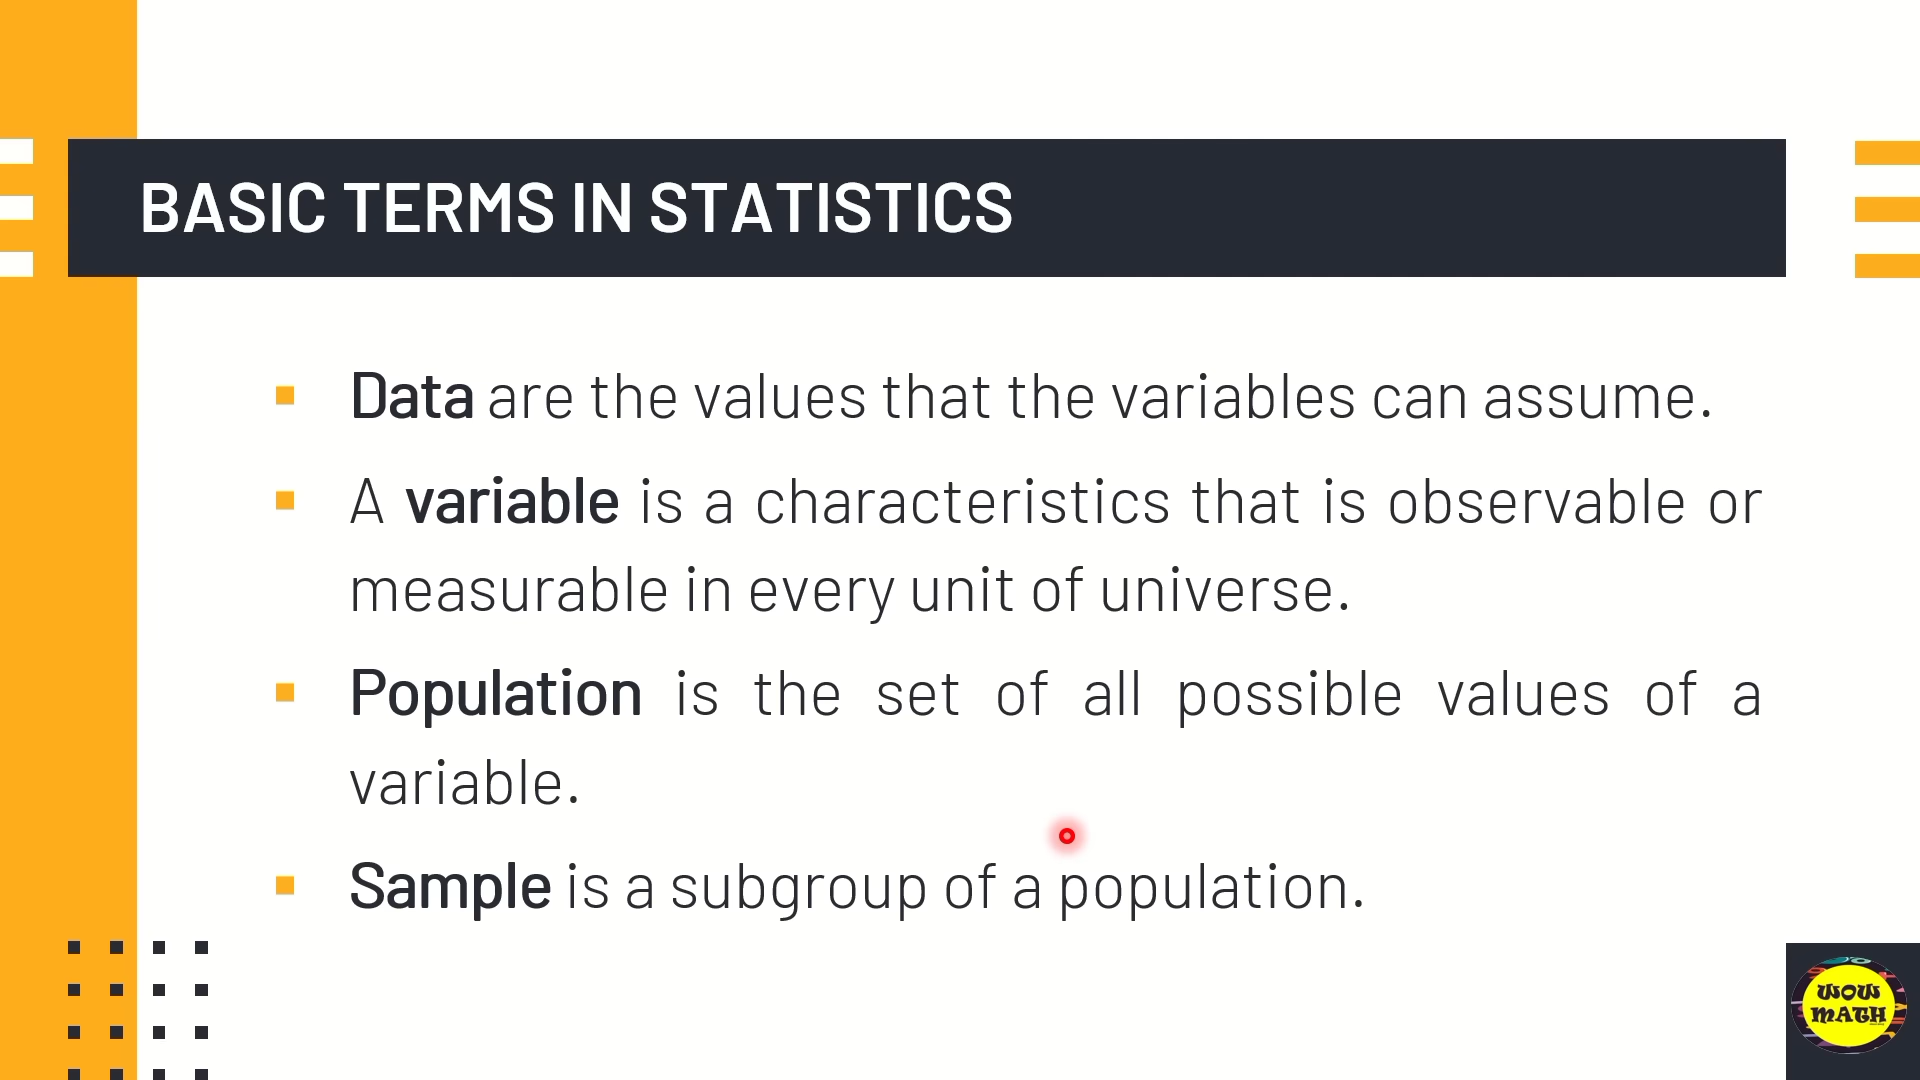 BASIC TERMS IN STATISTICS
Data are the values that the variables can assume.
A variable is a characteristics that is observable or
measurable in every unit of universe.
Population is the set of all possible values of a
variable.
Sample is a subgroup of a population.
WOW
MATH